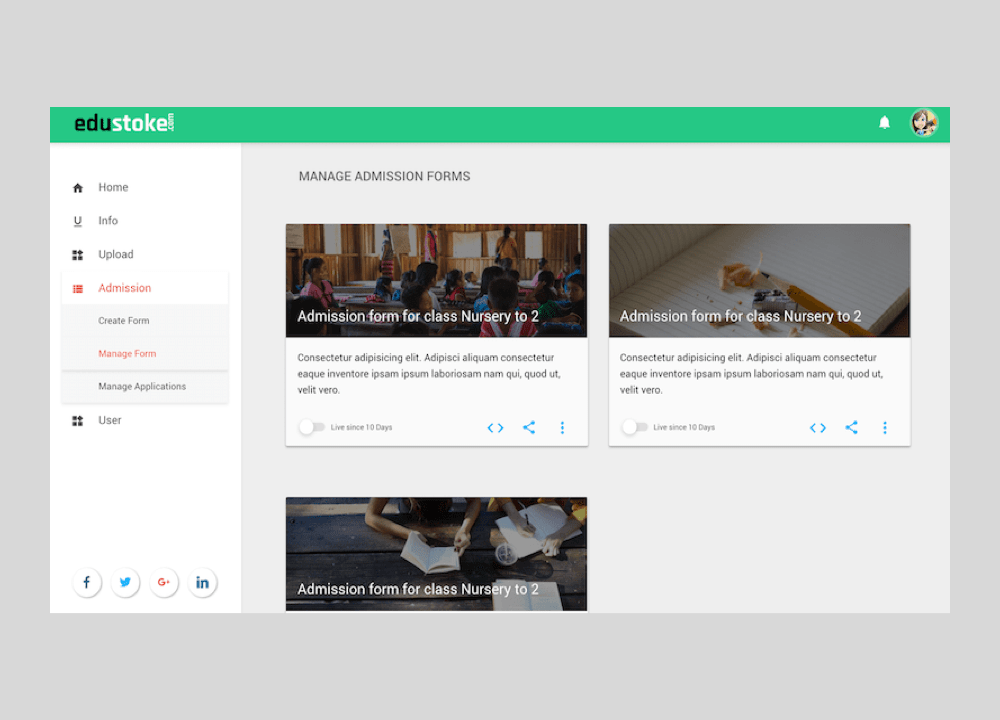 edustoke.com
Home
Info
Upload
Admission
Create Form
Manage Form
Manage Applications
User
MANAGE ADMISSION FORMS
Admission form for class Nursery to 2
Consectetur adipisicing elit. Adipisci aliquam consectetur
eaque inventore ipsam ipsum laboriosam nam qui, quod ut,
velit vero.
Live since 10 Days
Admission form for class Nursery to 2
Consectetur adipisicing elit. Adipisci aliquam consectetur
eaque inventore ipsam ipsum laboriosam nam qui, quod ut,
velit vero.
Live since 10 Days
Admission form for class Nursery to 2
f
G+
in